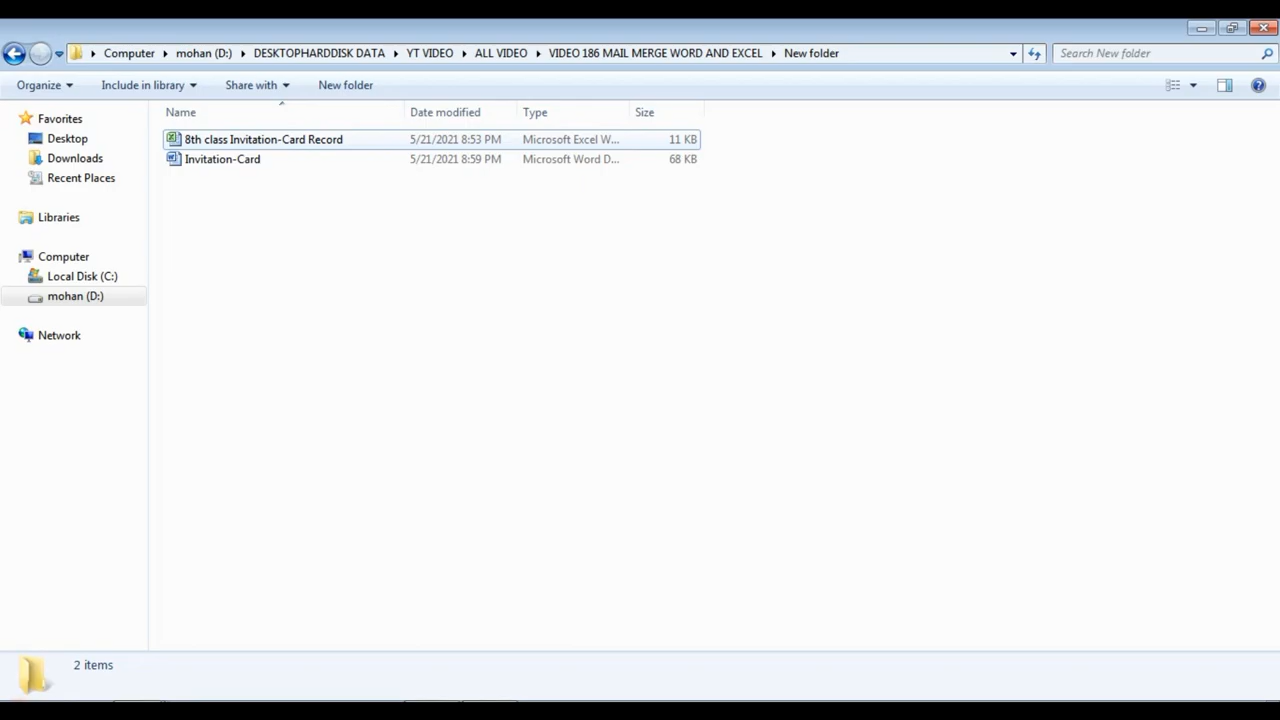 Computer mohan (D:) DESKTOPHARDDISK DATA YT VIDEO ALL VIDEO VIDEO 186 MAIL MERGE WORD AND EXCEL New folder Search New folder
Organize Include in library Share with New folder
Name Date modified Type Size
Favorites
Desktop
Downloads
Recent Places
Libraries
Computer
Local Disk (C:)
mohan (D:)
Network
8th class Invitation-Card Record 5/21/2021 8:53 PM Microsoft Excel W... 11 KB
Invitation-Card 5/21/2021 8:59 PM Microsoft Word D... 68 KB
2 items